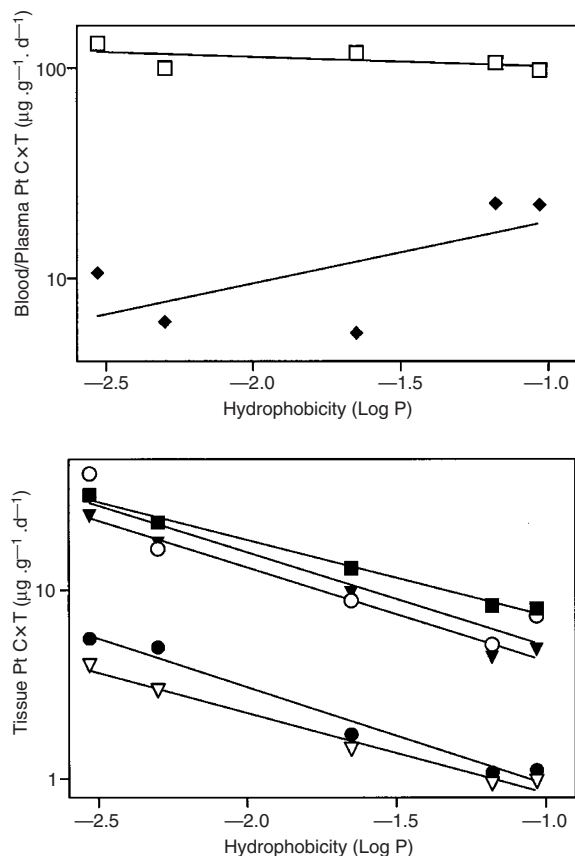 Blood/Plasma Pt C×T (µg .g—1. d—1)
100
10
—2.5 —2.0 —1.5 —1.0
Hydrophobicity (Log P)
Tissue Pt C×T (µg .g—1 .d—1)
10
1
—2.5 —2.0 —1.5 —1.0
Hydrophobicity (Log P)